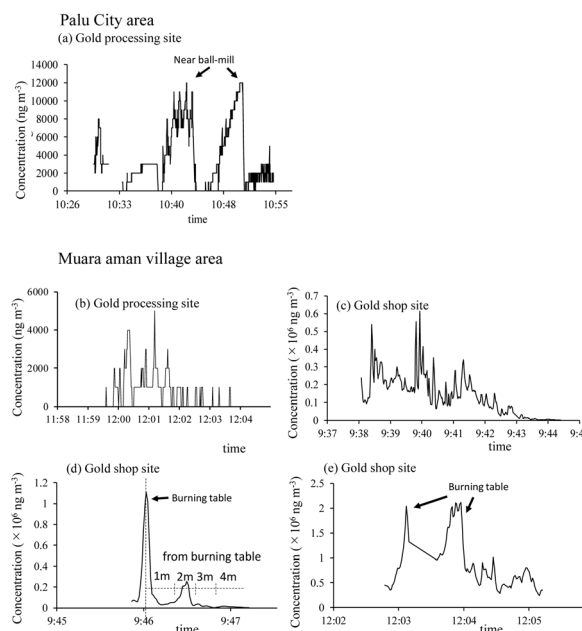 Palu City area
(a) Gold processing site
Near ball-mill
Concentration (ng m-3)
14000
12000
10000
8000
6000
4000
2000
0
10:26 10:33 10:40 10:48 10:55
time
Muara aman village area
(b) Gold processing site
Concentration (ng m-3)
6000
4000
2000
0
11:58 11:59 12:00 12:01 12:02 12:03 12:04
time
(c) Gold shop site
Concentration (×10⁶ ng m-3)
0.7
0.6
0.5
0.4
0.3
0.2
0.1
0
9:37 9:38 9:39 9:40 9:41 9:42 9:43 9:44
time
(d) Gold shop site
Concentration (×10⁶ ng m-3)
1.2
1
0.8
0.6
0.4
0.2
0
Burning table
from burning table
1m 2m 3m 4m
9:45 9:46 9:47
time
(e) Gold shop site
Concentration (×10⁶ ng m-3)
2.5
2
1.5
1
0.5
0
Burning table
12:02 12:03 12:04 12:05
time